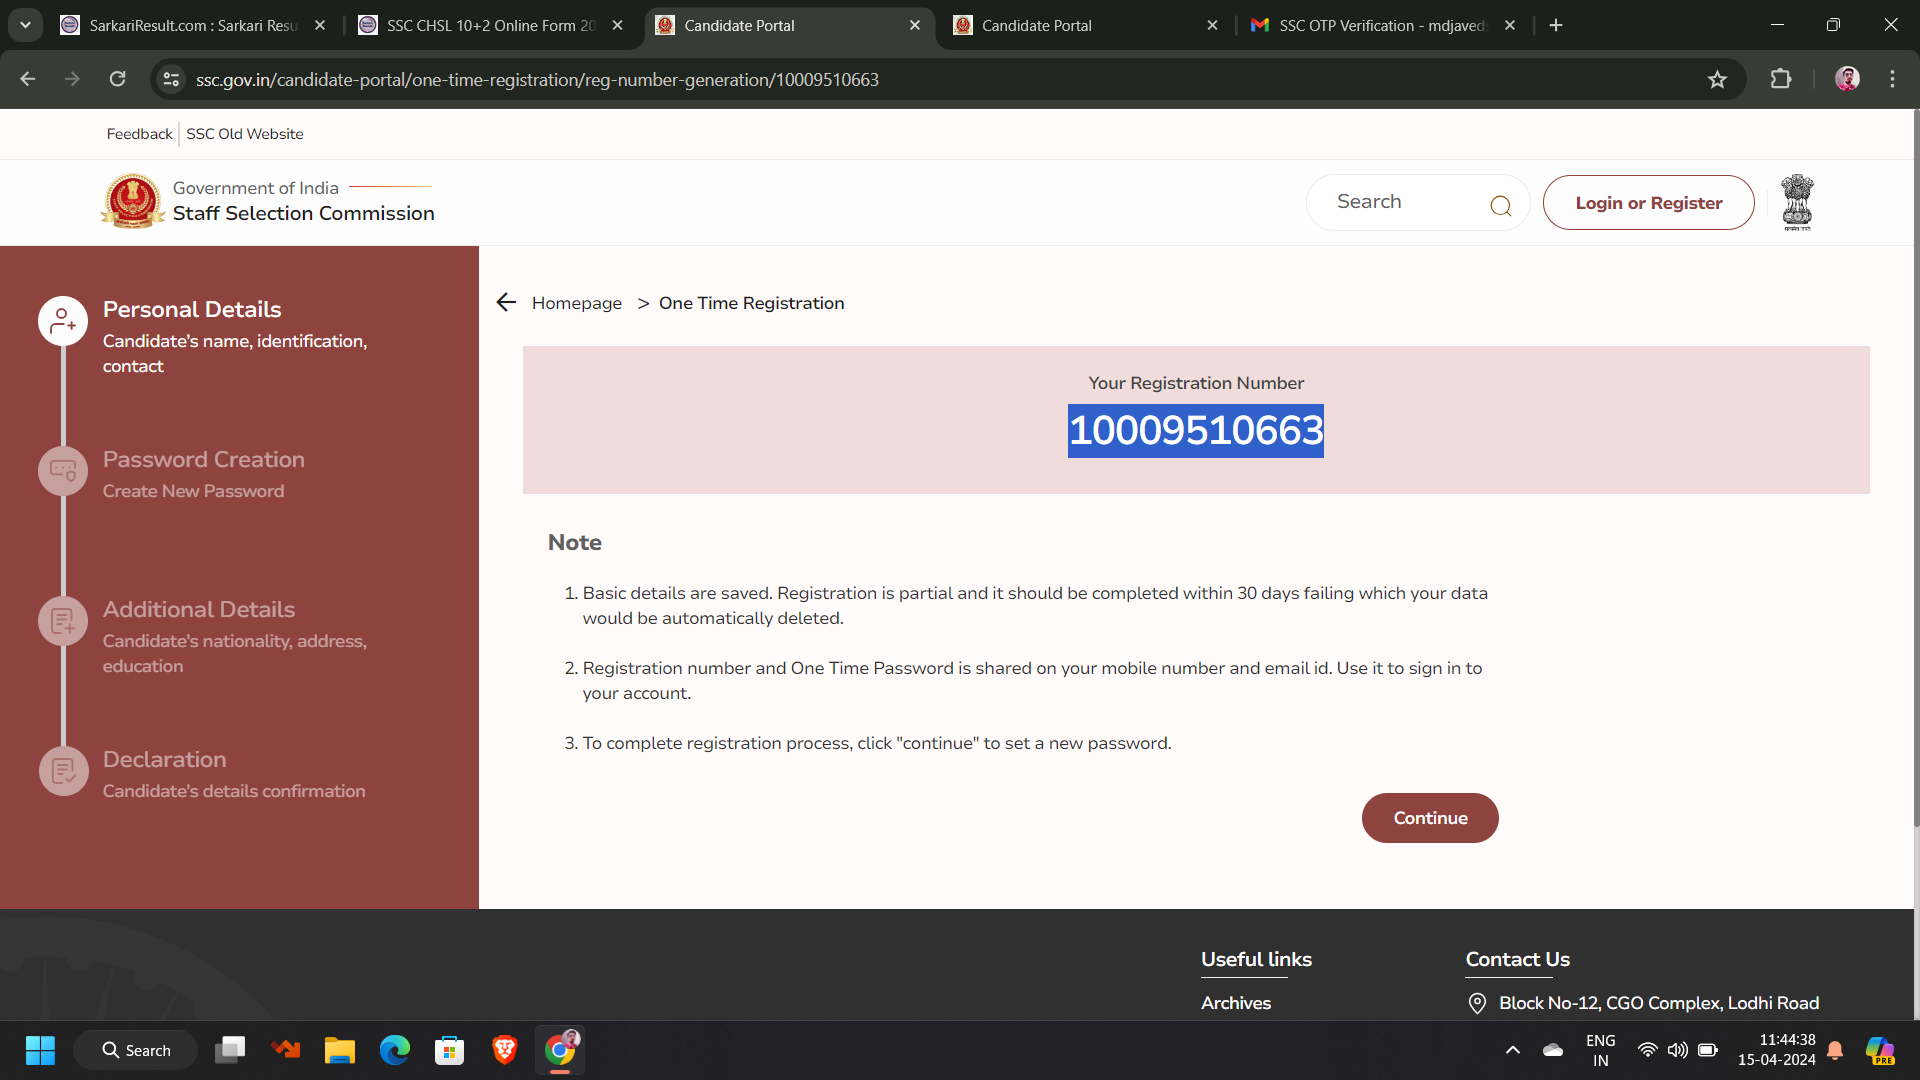 SarkariResult.com : Sarkari Resu
SSC CHSL 10+2 Online Form 20
Candidate Portal
Candidate Portal
SSC OTP Verification - mdjaveds
ssc.gov.in/candidate-portal/one-time-registration/reg-number-generation/10009510663
Feedback
SSC Old Website
Government of India
Staff Selection Commission
Search
Login or Register
सत्यमेव जयते
Personal Details
Candidate's name, identification,
contact
Password Creation
Create New Password
Additional Details
Candidate's nationality, address,
education
Declaration
Candidate's details confirmation
Homepage > One Time Registration
Your Registration Number
10009510663
Note
1. Basic details are saved. Registration is partial and it should be completed within 30 days failing which your data
would be automatically deleted.
2. Registration number and One Time Password is shared on your mobile number and email id. Use it to sign in to
your account.
3. To complete registration process, click "continue" to set a new password.
Continue
Useful links
Archives
Contact Us
Block No-12, CGO Complex, Lodhi Road
Search
ENG
IN
11:44:38
15-04-2024
PRE